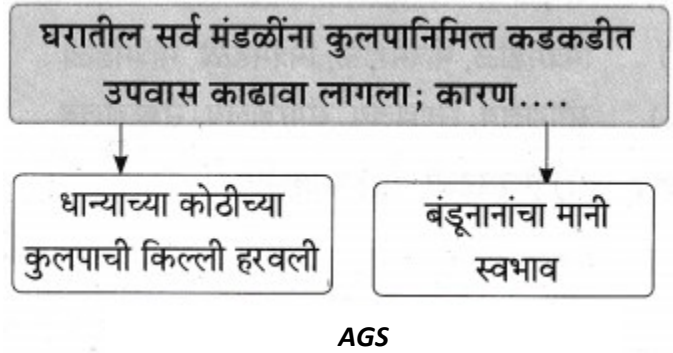 घरातील सर्व मंडळींना कुलपानिमित्त कडकडीत
उपवास काढावा लागला; कारण....
धान्याच्या कोठीच्या
कुलपाची किल्ली हरवली
बंडूनानांचा मानी
स्वभाव
AGS